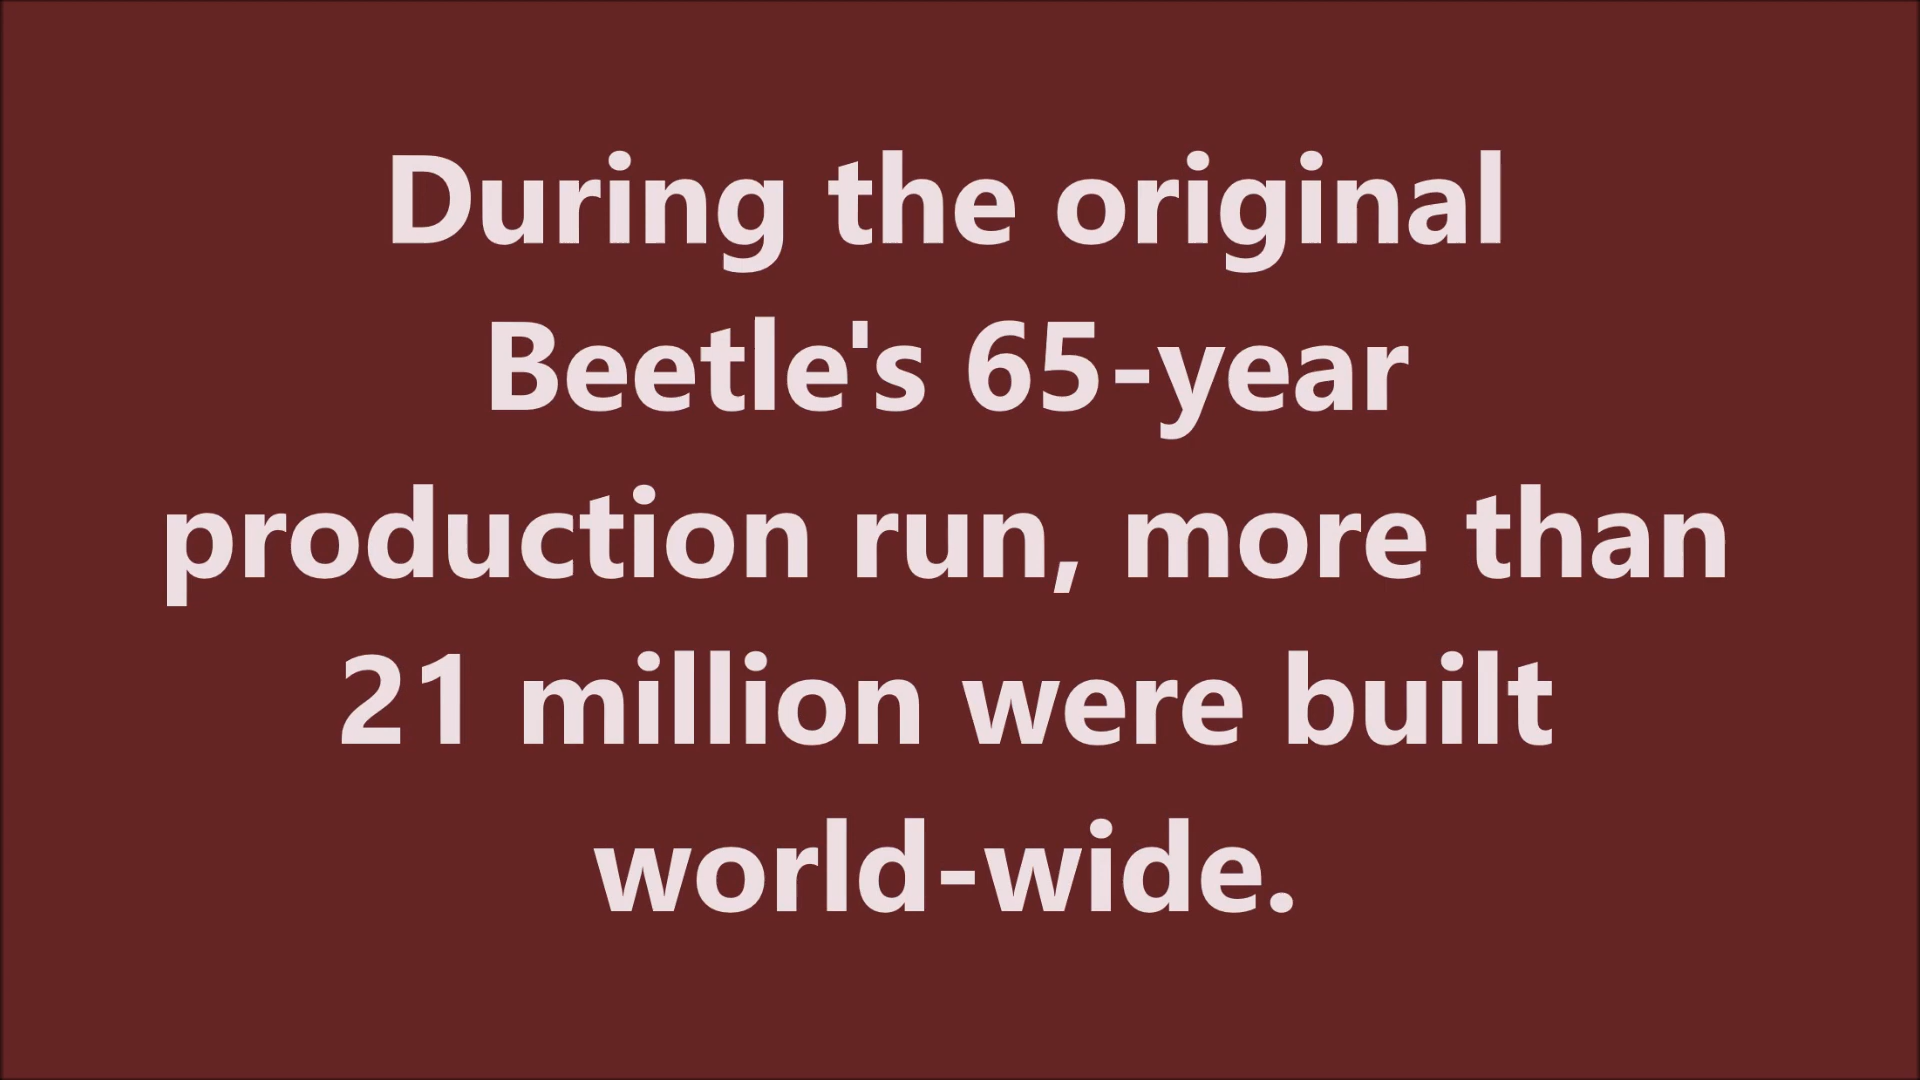 During the original
Beetle's 65-year
production run, more than
21 million were built
world-wide.